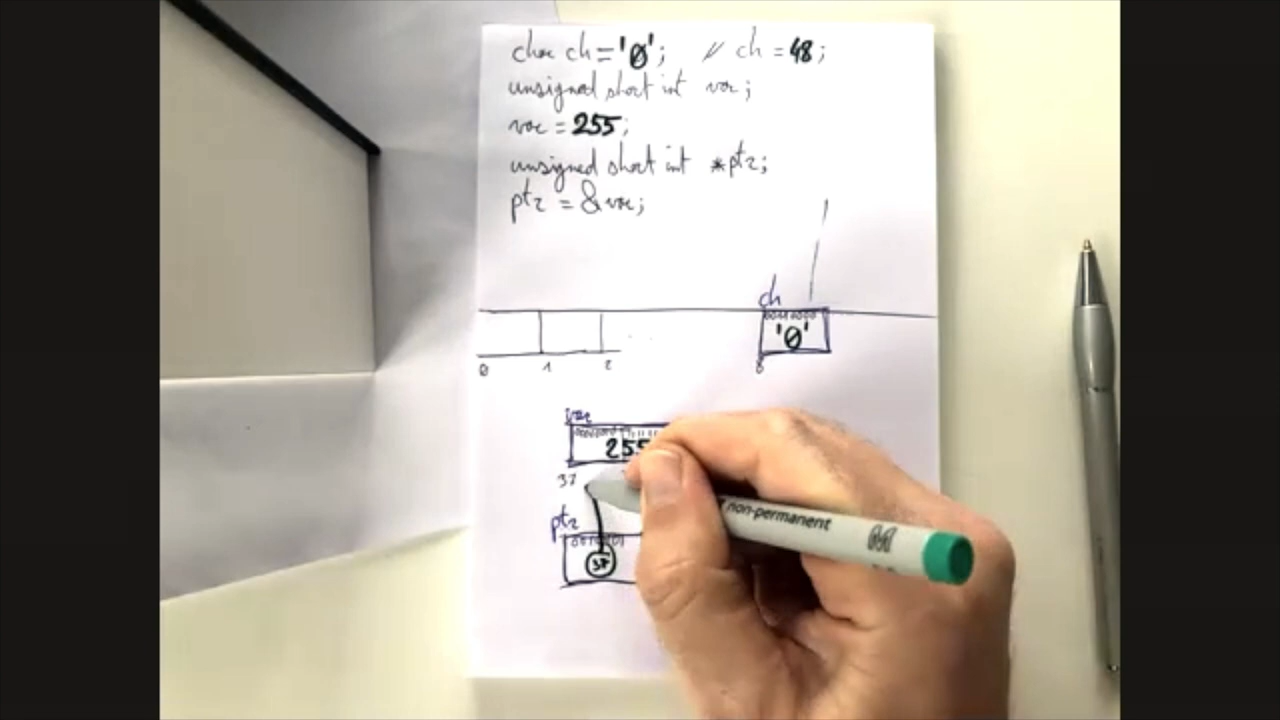 char ch = '0'; // ch = 48;
unsigned short int var;
var = 255;
unsigned short int *ptr;
ptr = &var;
ch
'0'
0 1 2 8
var
255
37
ptr
37
non-permanent
M